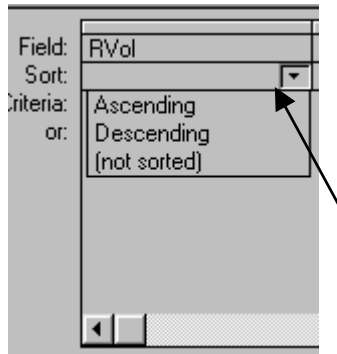 Field: RVol
Sort:
Criteria: Ascending
or: Descending
(not sorted)